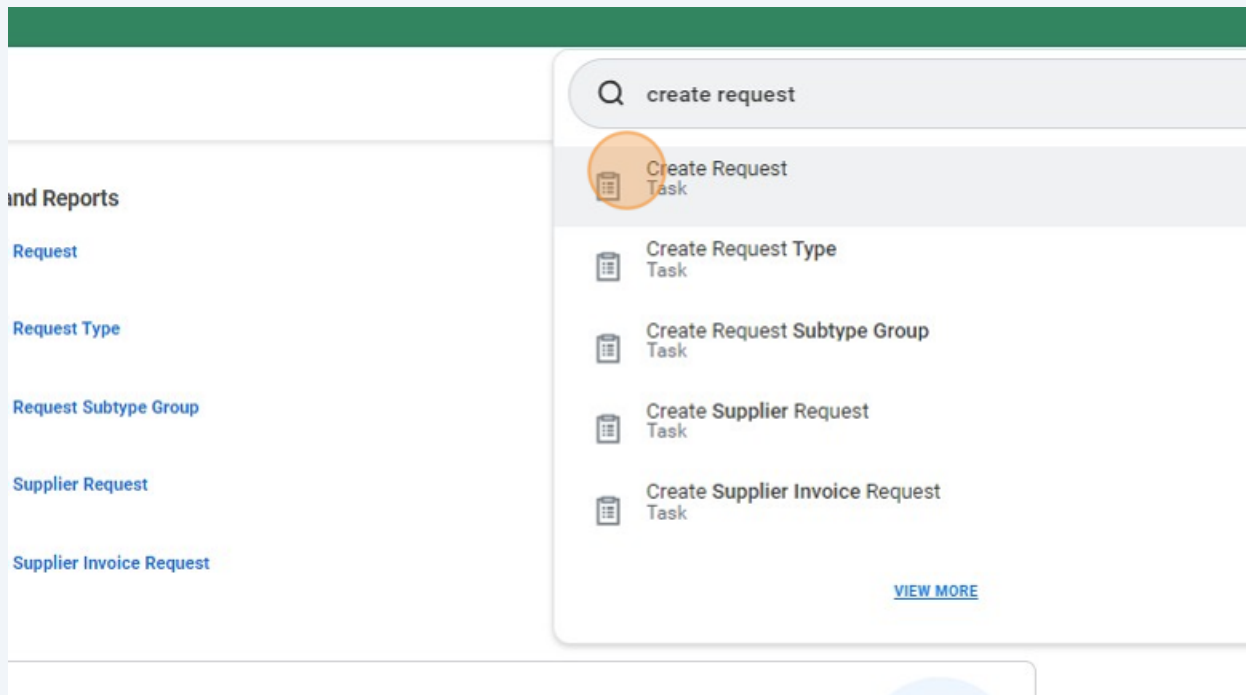 create request
Create Request
Task
Create Request Type
Task
Create Request Subtype Group
Task
Create Supplier Request
Task
Create Supplier Invoice Request
Task
VIEW MORE
and Reports
Request
Request Type
Request Subtype Group
Supplier Request
Supplier Invoice Request